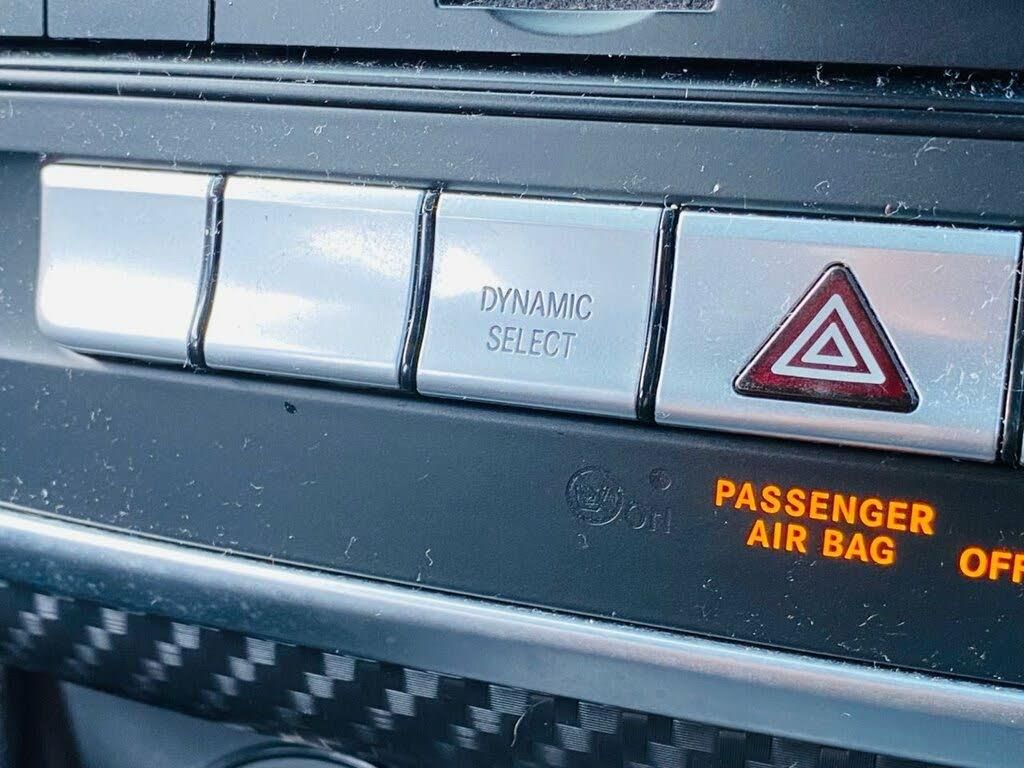 DYNAMIC
SELECT
PASSENGER
AIR BAG
OFF